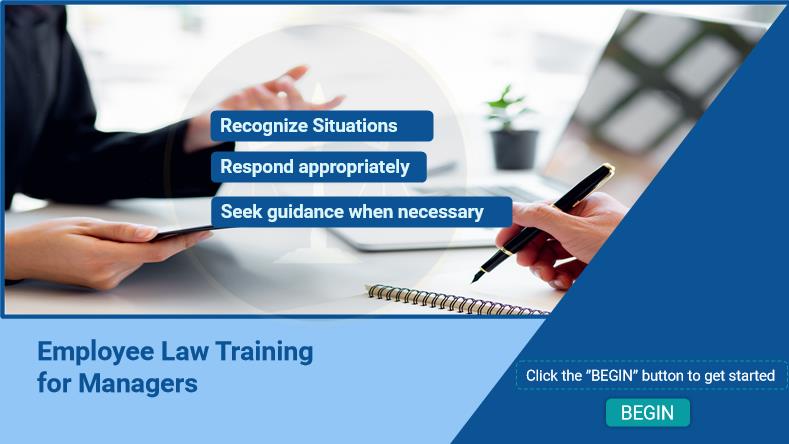 Recognize Situations
Respond appropriately
Seek guidance when necessary
Employee Law Training
for Managers
Click the ”BEGIN” button to get started
BEGIN